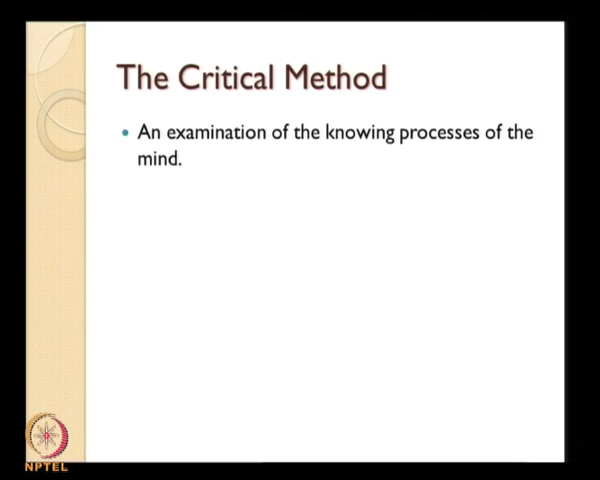 The Critical Method
An examination of the knowing processes of the
mind.
NPTEL